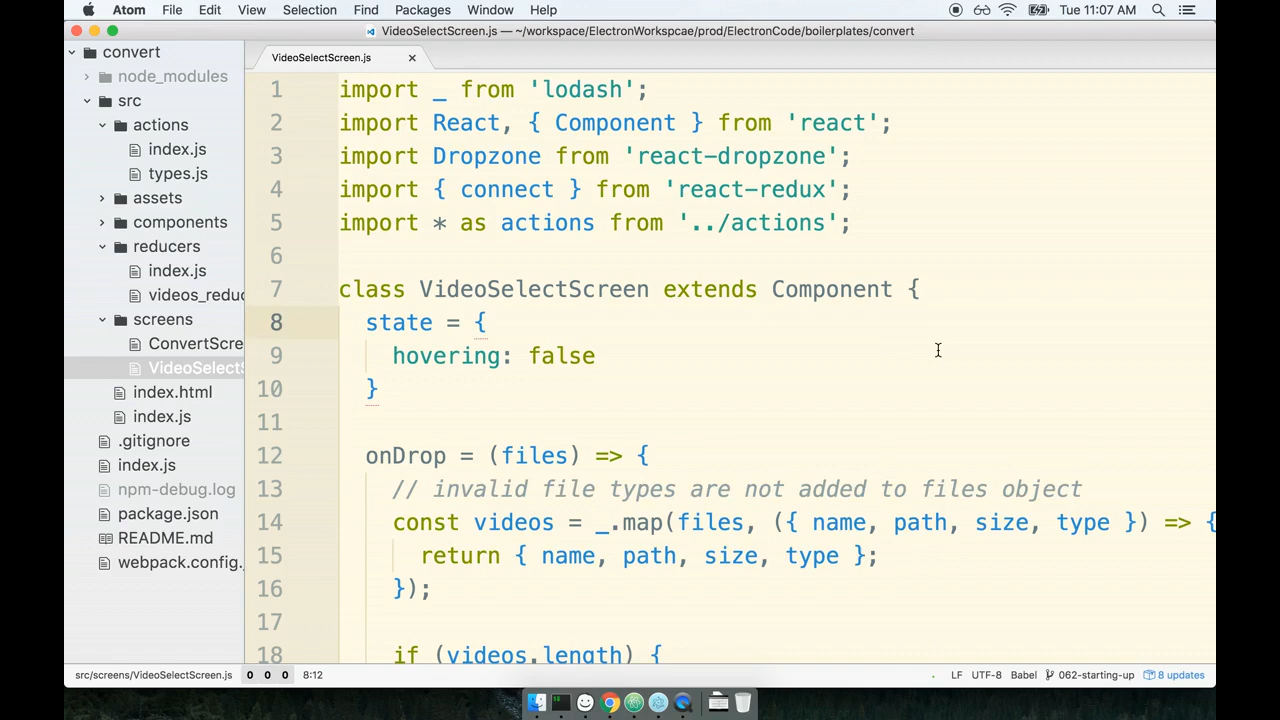 Atom File Edit View Selection Find Packages Window Help Tue 11:07 AM
VideoSelectScreen.js — ~/workspace/ElectronWorkspcae/prod/ElectronCode/boilerplates/convert
convert
node_modules
src
actions
index.js
types.js
assets
components
reducers
index.js
videos_redu
screens
ConvertScre
VideoSelectS
index.html
index.js
.gitignore
index.js
npm-debug.log
package.json
README.md
webpack.config.
VideoSelectScreen.js
1 import _ from 'lodash';
2 import React, { Component } from 'react';
3 import Dropzone from 'react-dropzone';
4 import { connect } from 'react-redux';
5 import * as actions from '../actions';
6
7 class VideoSelectScreen extends Component {
8 state = {
9 hovering: false
10 }
11
12 onDrop = (files) => {
13 // invalid file types are not added to files object
14 const videos = _.map(files, ({ name, path, size, type }) => {
15 return { name, path, size, type };
16 });
17
18 if (videos.length) {
src/screens/VideoSelectScreen.js 0 0 0 8:12 LF UTF-8 Babel 062-starting-up 8 updates